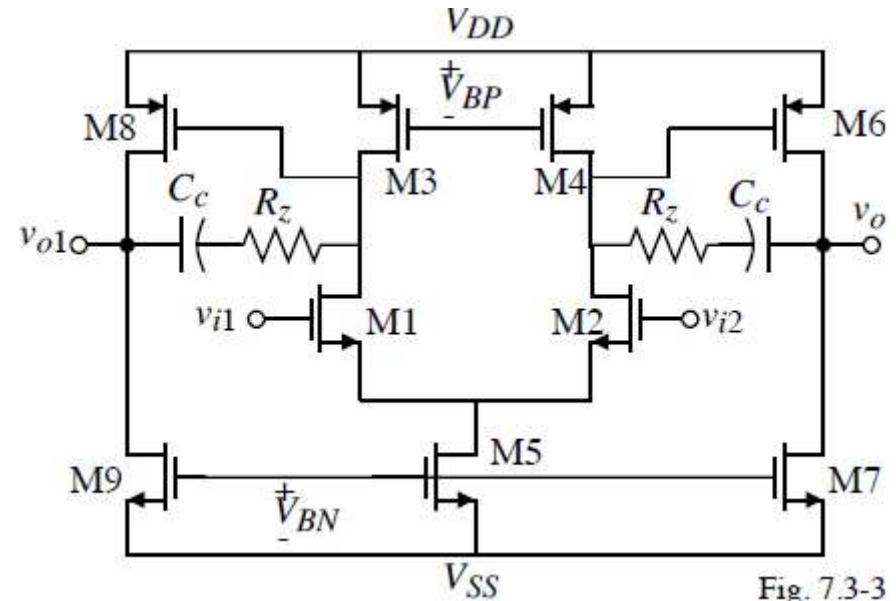 VDD
+
VBP
-
M8
M3
M4
M6
Cc
Rz
Rz
Cc
vo1
vo
vi1
M1
M2
vi2
M9
+
VBN
-
M5
M7
VSS
Fig. 7.3-3